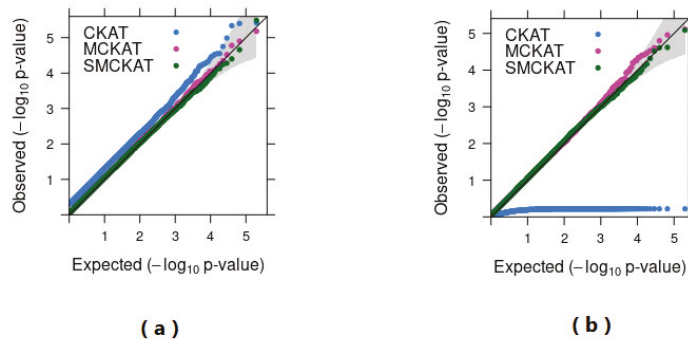 5
4
3
2
1
Observed (−log10 p-value)
CKAT
MCKAT
SMCKAT
1 2 3 4 5
Expected (−log10 p-value)
( a )
5
4
3
2
1
Observed (−log10 p-value)
CKAT
MCKAT
SMCKAT
1 2 3 4 5
Expected (−log10 p-value)
( b )